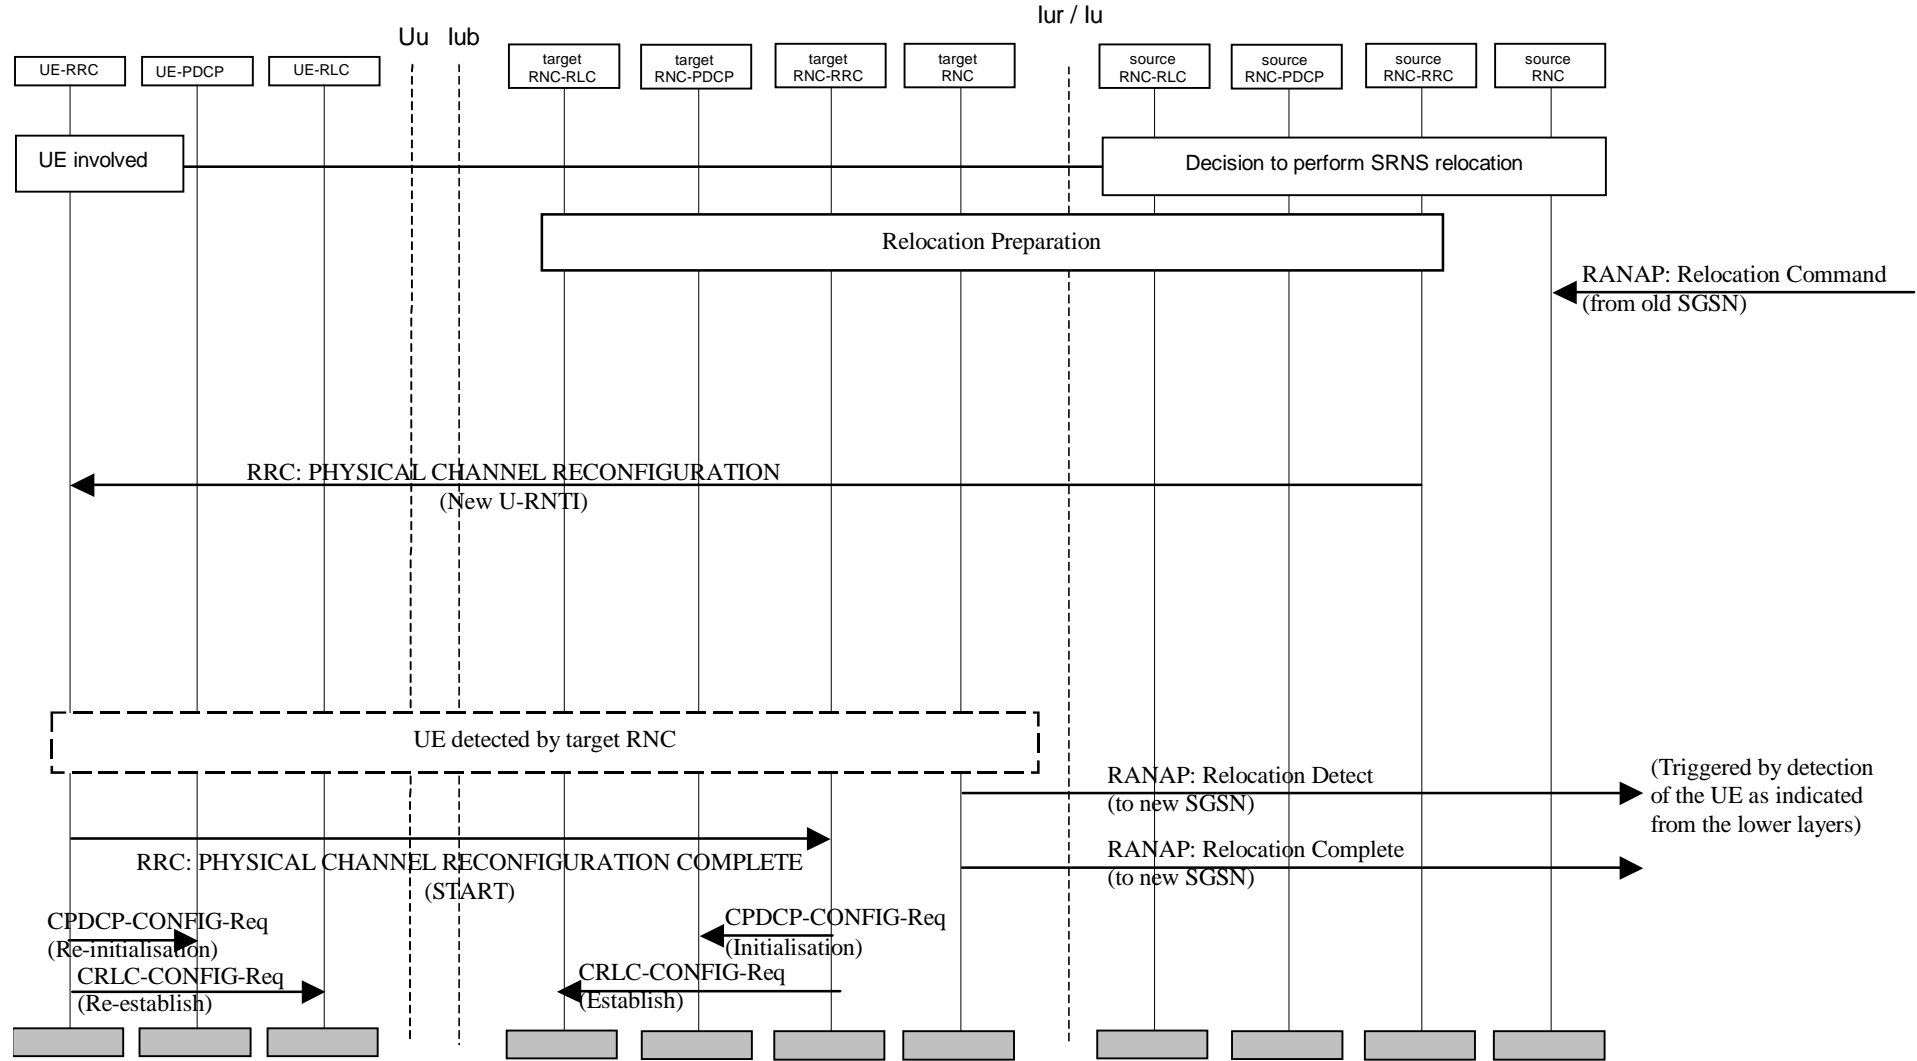 Iur / Iu
Uu Iub
UE-RRC
UE-PDCP
UE-RLC
target
RNC-RLC
target
RNC-PDCP
target
RNC-RRC
target
RNC
source
RNC-RLC
source
RNC-PDCP
source
RNC-RRC
source
RNC
UE involved
Decision to perform SRNS relocation
Relocation Preparation
RANAP: Relocation Command
(from old SGSN)
RRC: PHYSICAL CHANNEL RECONFIGURATION
(New U-RNTI)
UE detected by target RNC
RANAP: Relocation Detect
(to new SGSN)
(Triggered by detection
of the UE as indicated
from the lower layers)
RRC: PHYSICAL CHANNEL RECONFIGURATION COMPLETE
(START)
RANAP: Relocation Complete
(to new SGSN)
CPDCP-CONFIG-Req
(Re-initialisation)
CPDCP-CONFIG-Req
(Initialisation)
CRLC-CONFIG-Req
(Re-establish)
CRLC-CONFIG-Req
(Establish)